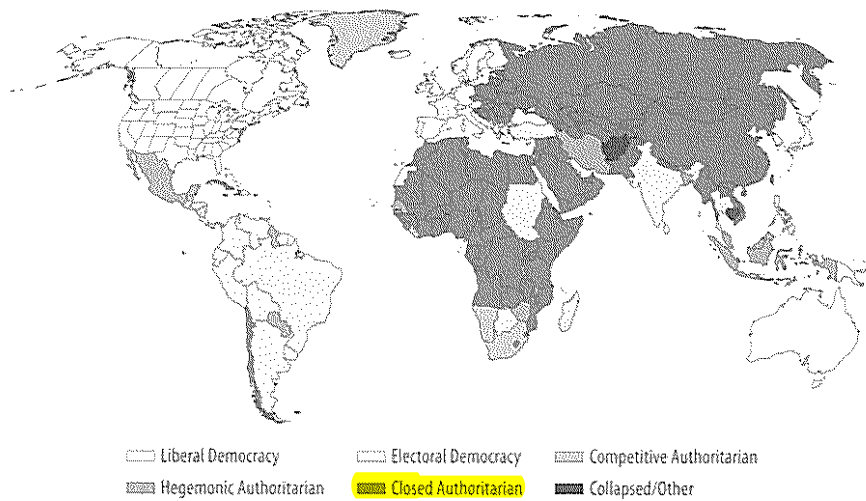 Liberal Democracy Electoral Democracy Competitive Authoritarian
Hegemonic Authoritarian Closed Authoritarian Collapsed/Other